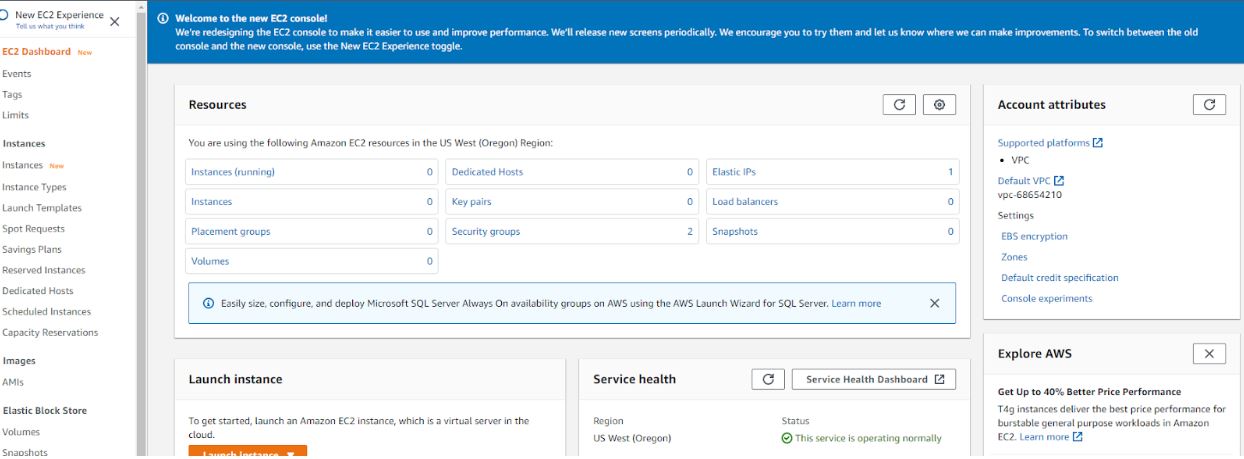 New EC2 Experience
Tell us what you think
EC2 Dashboard New
Events
Tags
Limits
Instances
Instances New
Instance Types
Launch Templates
Spot Requests
Savings Plans
Reserved Instances
Dedicated Hosts
Scheduled Instances
Capacity Reservations
Images
AMIs
Elastic Block Store
Volumes
Snapshots
Welcome to the new EC2 console!
We're redesigning the EC2 console to make it easier to use and improve performance. We'll release new screens periodically. We encourage you to try them and let us know where we can make improvements. To switch between the old
console and the new console, use the New EC2 Experience toggle.
Resources
You are using the following Amazon EC2 resources in the US West (Oregon) Region:
Instances (running) 0 Dedicated Hosts 0 Elastic IPs 1
Instances 0 Key pairs 0 Load balancers 0
Placement groups 0 Security groups 2 Snapshots 0
Volumes 0
Easily size, configure, and deploy Microsoft SQL Server Always On availability groups on AWS using the AWS Launch Wizard for SQL Server. Learn more
Launch instance
To get started, launch an Amazon EC2 instance, which is a virtual server in the
cloud.
Launch instance
Service health
Service Health Dashboard
Region Status
US West (Oregon) This service is operating normally
Account attributes
Supported platforms
• VPC
Default VPC
vpc-68654210
Settings
EBS encryption
Zones
Default credit specification
Console experiments
Explore AWS
Get Up to 40% Better Price Performance
T4g instances deliver the best price performance for
burstable general purpose workloads in Amazon
EC2. Learn more